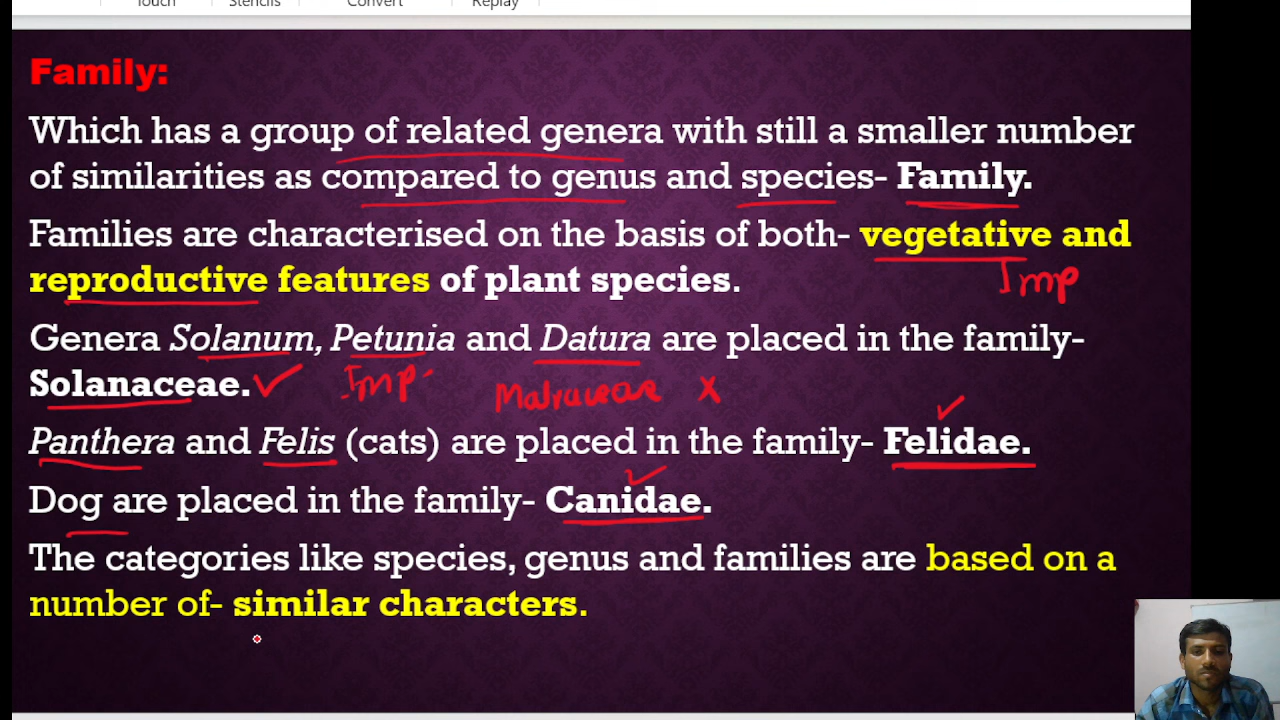 Touch Stencils Convert Replay
Family:
Which has a group of related genera with still a smaller number
of similarities as compared to genus and species- Family.
Families are characterised on the basis of both- vegetative and
reproductive features of plant species.
Imp
Genera Solanum, Petunia and Datura are placed in the family-
Solanaceae. Imp. Malvaceae x
Panthera and Felis (cats) are placed in the family- Felidae.
Dog are placed in the family- Canidae.
The categories like species, genus and families are based on a
number of- similar characters.